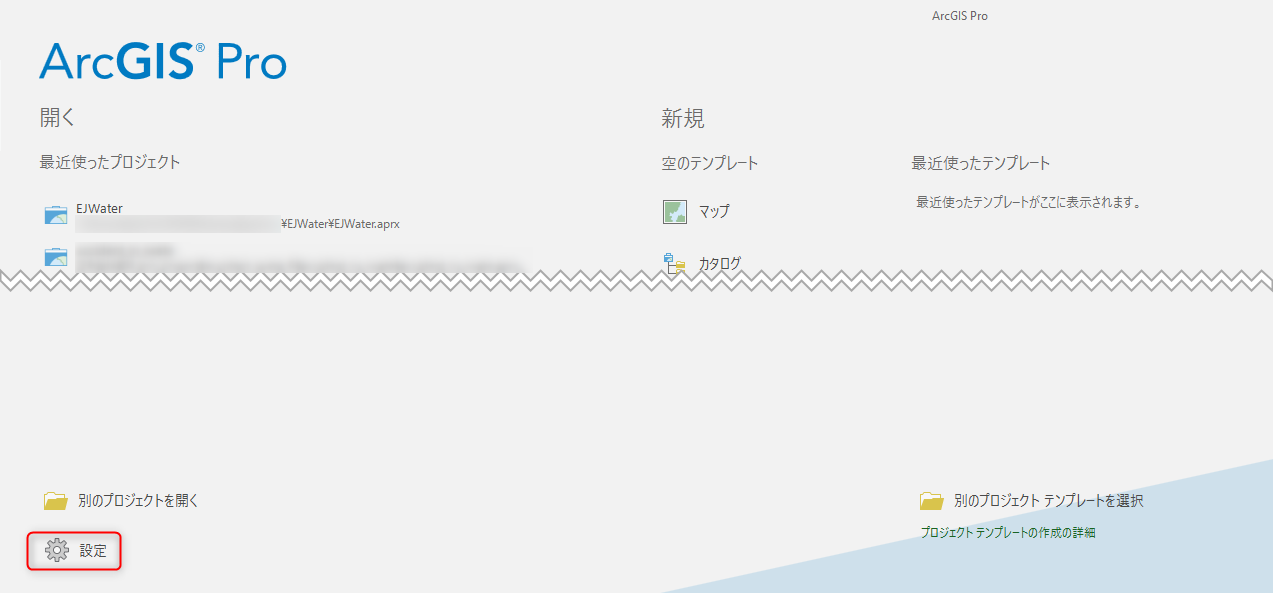 ArcGIS Pro
ArcGIS® Pro
開く
最近使ったプロジェクト
EJWater
¥EJWater¥EJWater.aprx
別のプロジェクトを開く
設定
新規
空のテンプレート
マップ
カタログ
最近使ったテンプレート
最近使ったテンプレートがここに表示されます。
別のプロジェクト テンプレートを選択
プロジェクト テンプレートの作成の詳細